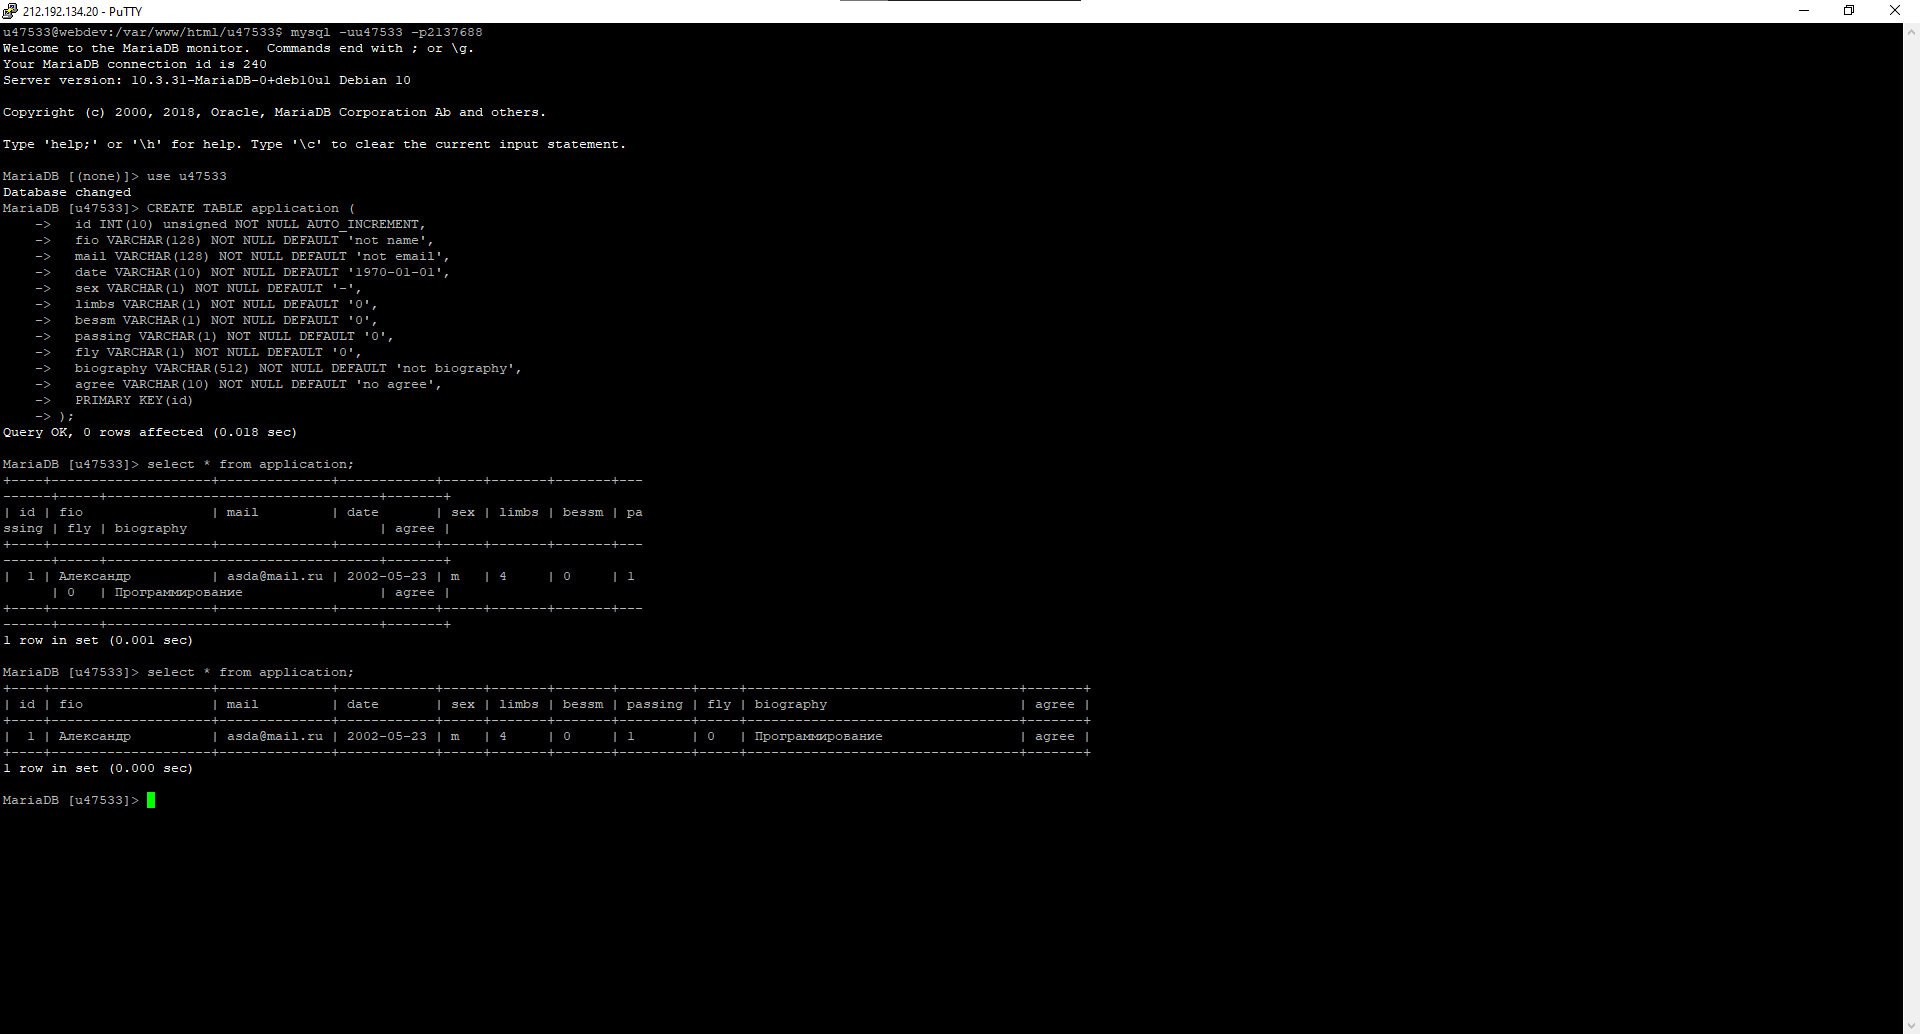 212.192.134.20 - PuTTY
u47533@webdev:/var/www/html/u47533$ mysql -uu47533 -p2137688
Welcome to the MariaDB monitor.  Commands end with ; or \g.
Your MariaDB connection id is 240
Server version: 10.3.31-MariaDB-0+deb10u1 Debian 10
Copyright (c) 2000, 2018, Oracle, MariaDB Corporation Ab and others.
Type 'help;' or '\h' for help. Type '\c' to clear the current input statement.
MariaDB [(none)]> use u47533
Database changed
MariaDB [u47533]> CREATE TABLE application (
    ->   id INT(10) unsigned NOT NULL AUTO_INCREMENT,
    ->   fio VARCHAR(128) NOT NULL DEFAULT 'not name',
    ->   mail VARCHAR(128) NOT NULL DEFAULT 'not email',
    ->   date VARCHAR(10) NOT NULL DEFAULT '1970-01-01',
    ->   sex VARCHAR(1) NOT NULL DEFAULT '-',
    ->   limbs VARCHAR(1) NOT NULL DEFAULT '0',
    ->   bessm VARCHAR(1) NOT NULL DEFAULT '0',
    ->   passing VARCHAR(1) NOT NULL DEFAULT '0',
    ->   fly VARCHAR(1) NOT NULL DEFAULT '0',
    ->   biography VARCHAR(512) NOT NULL DEFAULT 'not biography',
    ->   agree VARCHAR(10) NOT NULL DEFAULT 'no agree',
    ->   PRIMARY KEY(id)
    -> );
Query OK, 0 rows affected (0.018 sec)
MariaDB [u47533]> select * from application;
+----+--------------------+--------------+------------+-----+-------+-------+---
------+-----+----------------------------------+-------+
| id | fio                | mail         | date       | sex | limbs | bessm | pa
ssing | fly | biography                        | agree |
+----+--------------------+--------------+------------+-----+-------+-------+---
------+-----+----------------------------------+-------+
|  1 | Александр          | asda@mail.ru | 2002-05-23 | m   | 4     | 0     | 1
      | 0   | Программирование                 | agree |
+----+--------------------+--------------+------------+-----+-------+-------+---
------+-----+----------------------------------+-------+
1 row in set (0.001 sec)
MariaDB [u47533]> select * from application;
+----+--------------------+--------------+------------+-----+-------+-------+---------+-----+----------------------------------+-------+
| id | fio                | mail         | date       | sex | limbs | bessm | passing | fly | biography                        | agree |
+----+--------------------+--------------+------------+-----+-------+-------+---------+-----+----------------------------------+-------+
|  1 | Александр          | asda@mail.ru | 2002-05-23 | m   | 4     | 0     | 1       | 0   | Программирование                 | agree |
+----+--------------------+--------------+------------+-----+-------+-------+---------+-----+----------------------------------+-------+
1 row in set (0.000 sec)
MariaDB [u47533]>